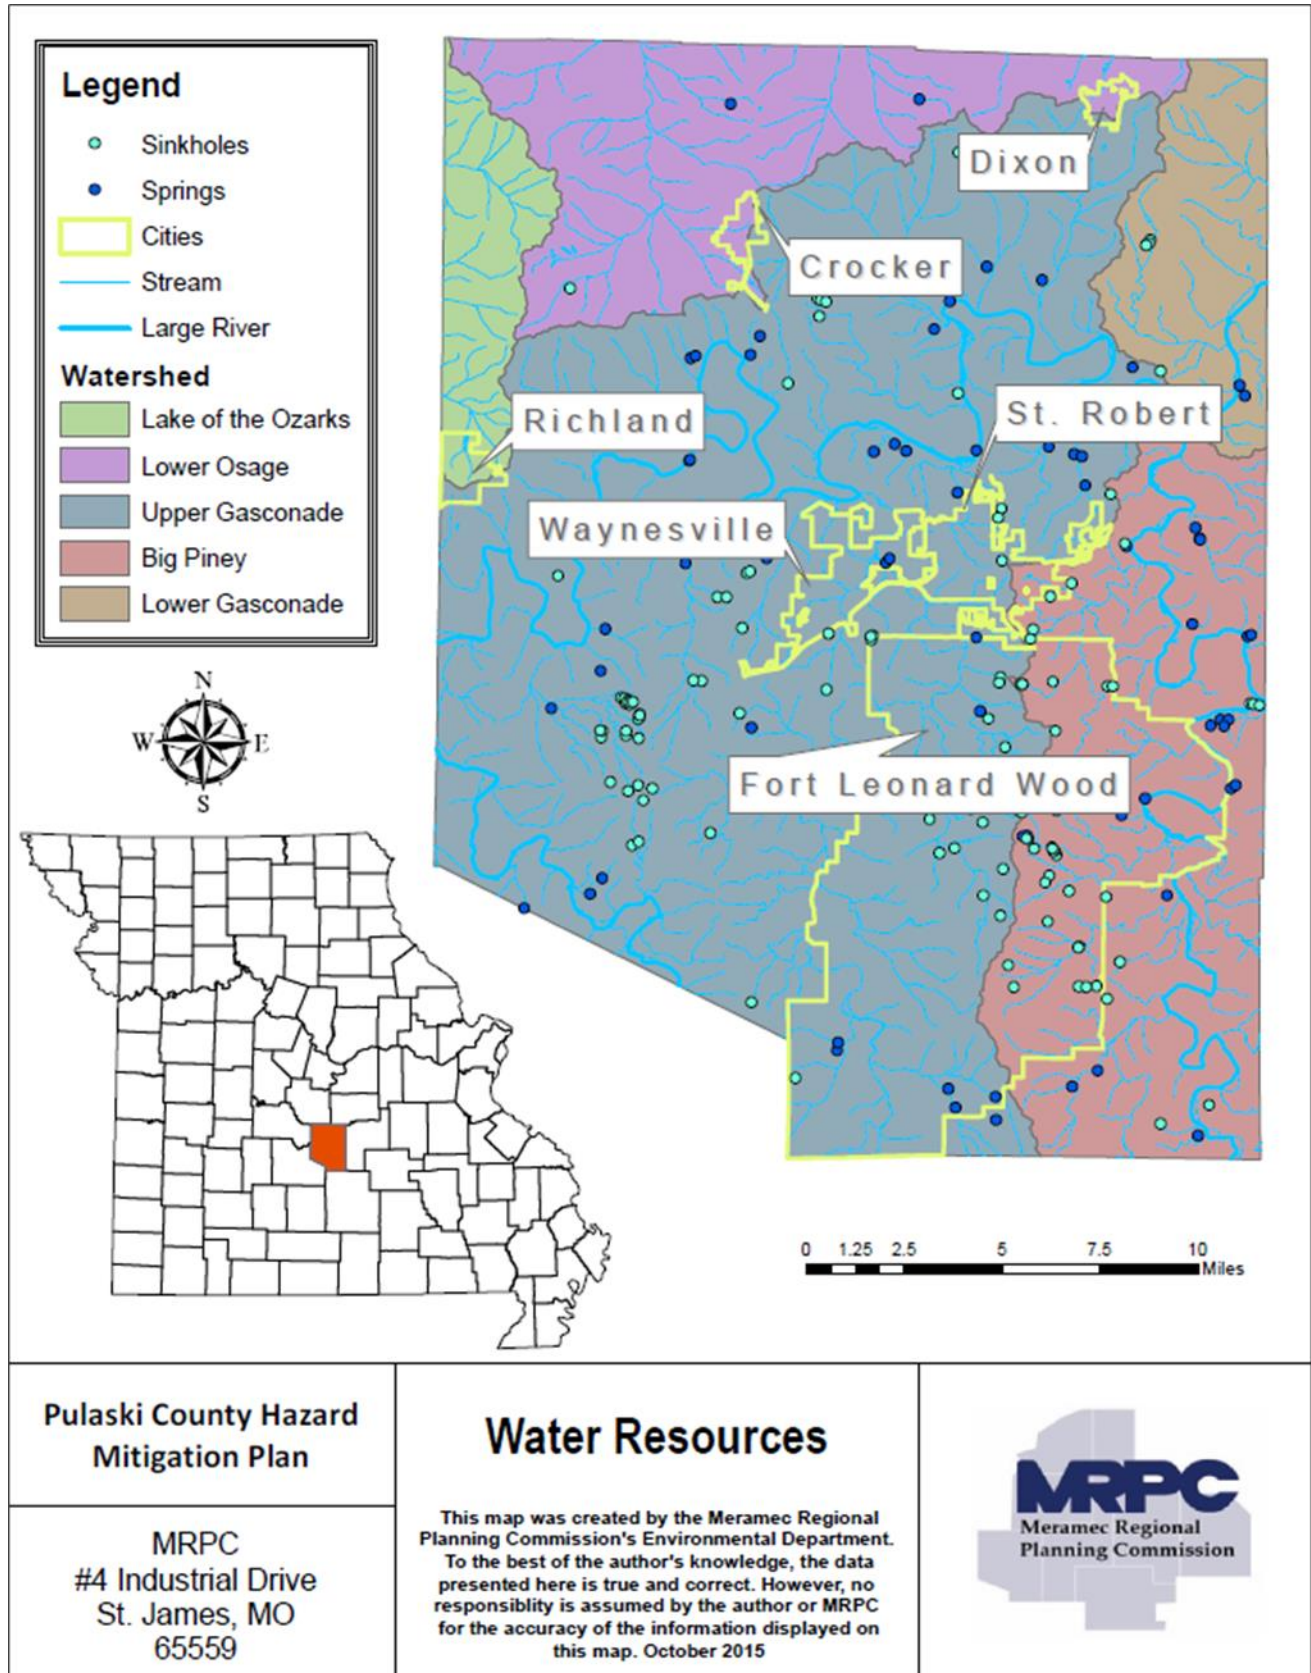 Legend
Sinkholes
Springs
Cities
Stream
Large River
Watershed
Lake of the Ozarks
Lower Osage
Upper Gasconade
Big Piney
Lower Gasconade
Dixon
Crocker
Richland
St. Robert
Waynesville
Fort Leonard Wood
N
W E
S
0 1.25 2.5 5 7.5 10
Miles
Pulaski County Hazard
Mitigation Plan
MRPC
#4 Industrial Drive
St. James, MO
65559
Water Resources
This map was created by the Meramec Regional
Planning Commission's Environmental Department.
To the best of the author's knowledge, the data
presented here is true and correct. However, no
responsiblity is assumed by the author or MRPC
for the accuracy of the information displayed on
this map. October 2015
MRPC
Meramec Regional
Planning Commission